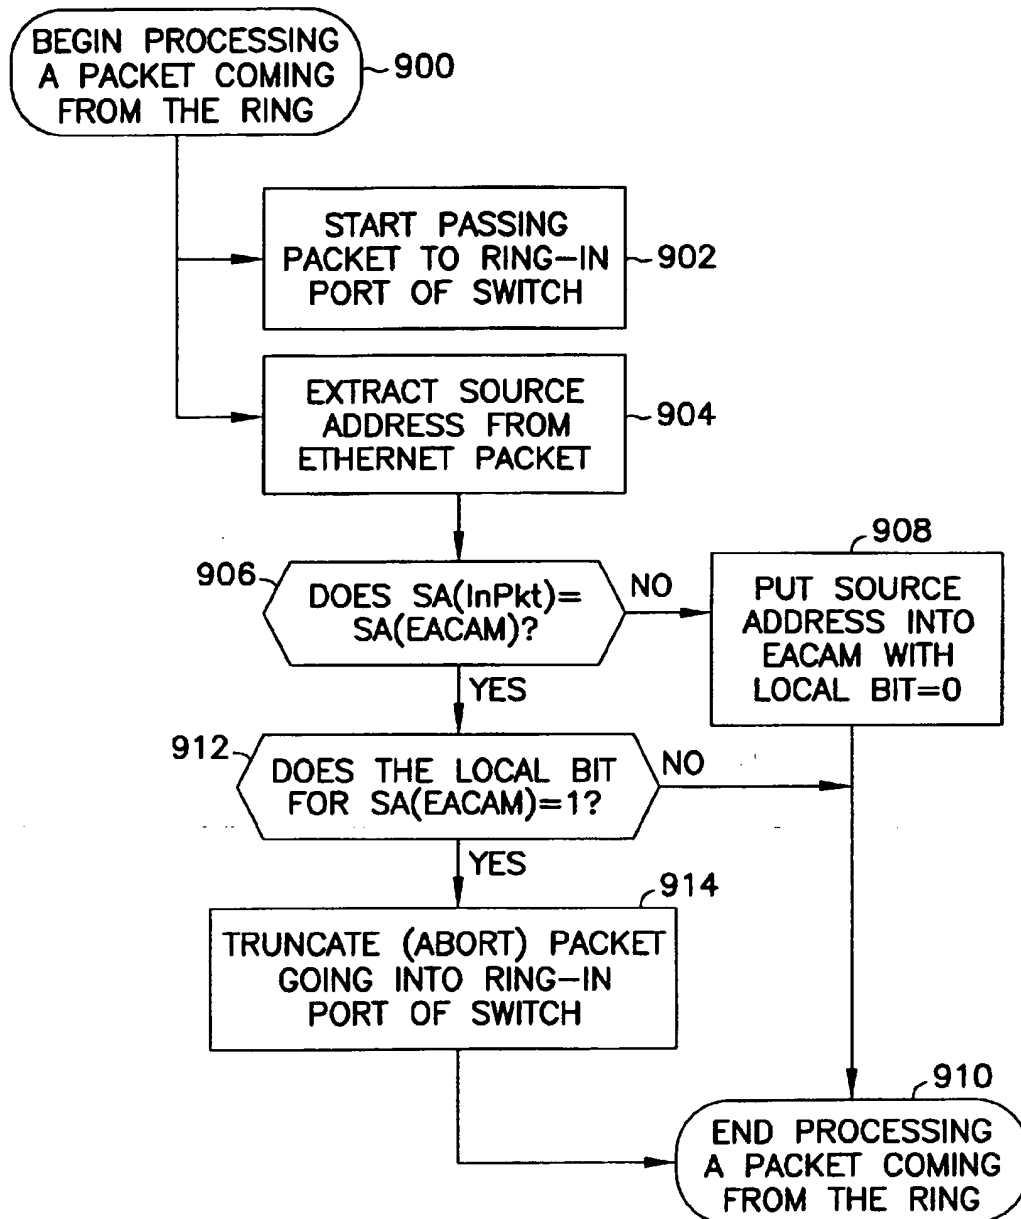 BEGIN PROCESSING
A PACKET COMING
FROM THE RING
900
START PASSING
PACKET TO RING-IN
PORT OF SWITCH
902
EXTRACT SOURCE
ADDRESS FROM
ETHERNET PACKET
904
906
DOES SA(InPkt)=
SA(EACAM)?
NO
YES
908
PUT SOURCE
ADDRESS INTO
EACAM WITH
LOCAL BIT=0
912
DOES THE LOCAL BIT
FOR SA(EACAM)=1?
NO
YES
914
TRUNCATE (ABORT) PACKET
GOING INTO RING-IN
PORT OF SWITCH
910
END PROCESSING
A PACKET COMING
FROM THE RING